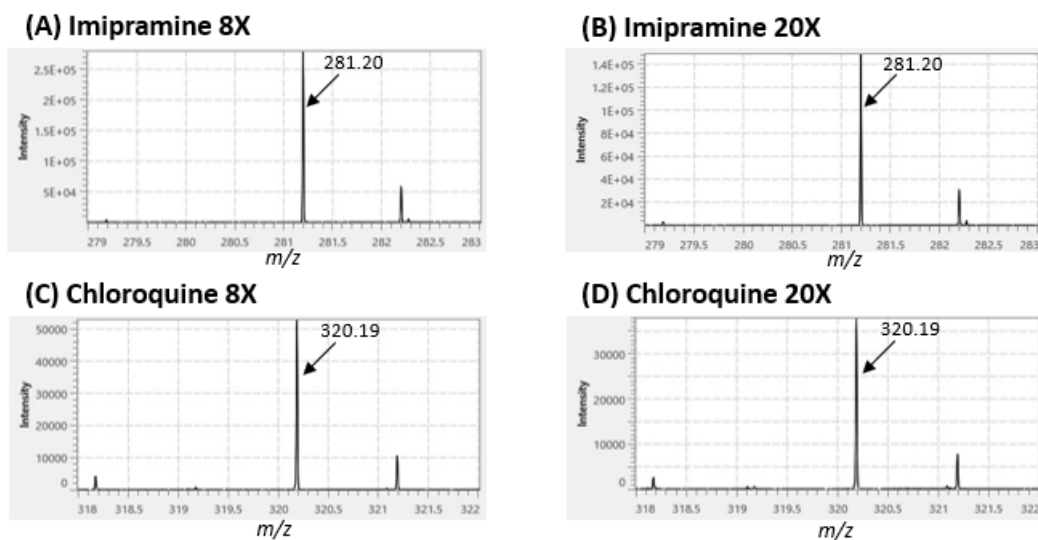 (A) Imipramine 8X
2.5E+05
2E+05
1.5E+05
1E+05
5E+04
Intensity
281.20
279 279.5 280 280.5 281 281.5 282 282.5 283
m/z
(B) Imipramine 20X
1.4E+05
1.2E+05
1E+05
8E+04
6E+04
4E+04
2E+04
Intensity
281.20
279 279.5 280 280.5 281 281.5 282 282.5 283
m/z
(C) Chloroquine 8X
50000
40000
30000
20000
10000
0
Intensity
320.19
318 318.5 319 319.5 320 320.5 321 321.5 322
m/z
(D) Chloroquine 20X
30000
20000
10000
0
Intensity
320.19
318 318.5 319 319.5 320 320.5 321 321.5 322
m/z